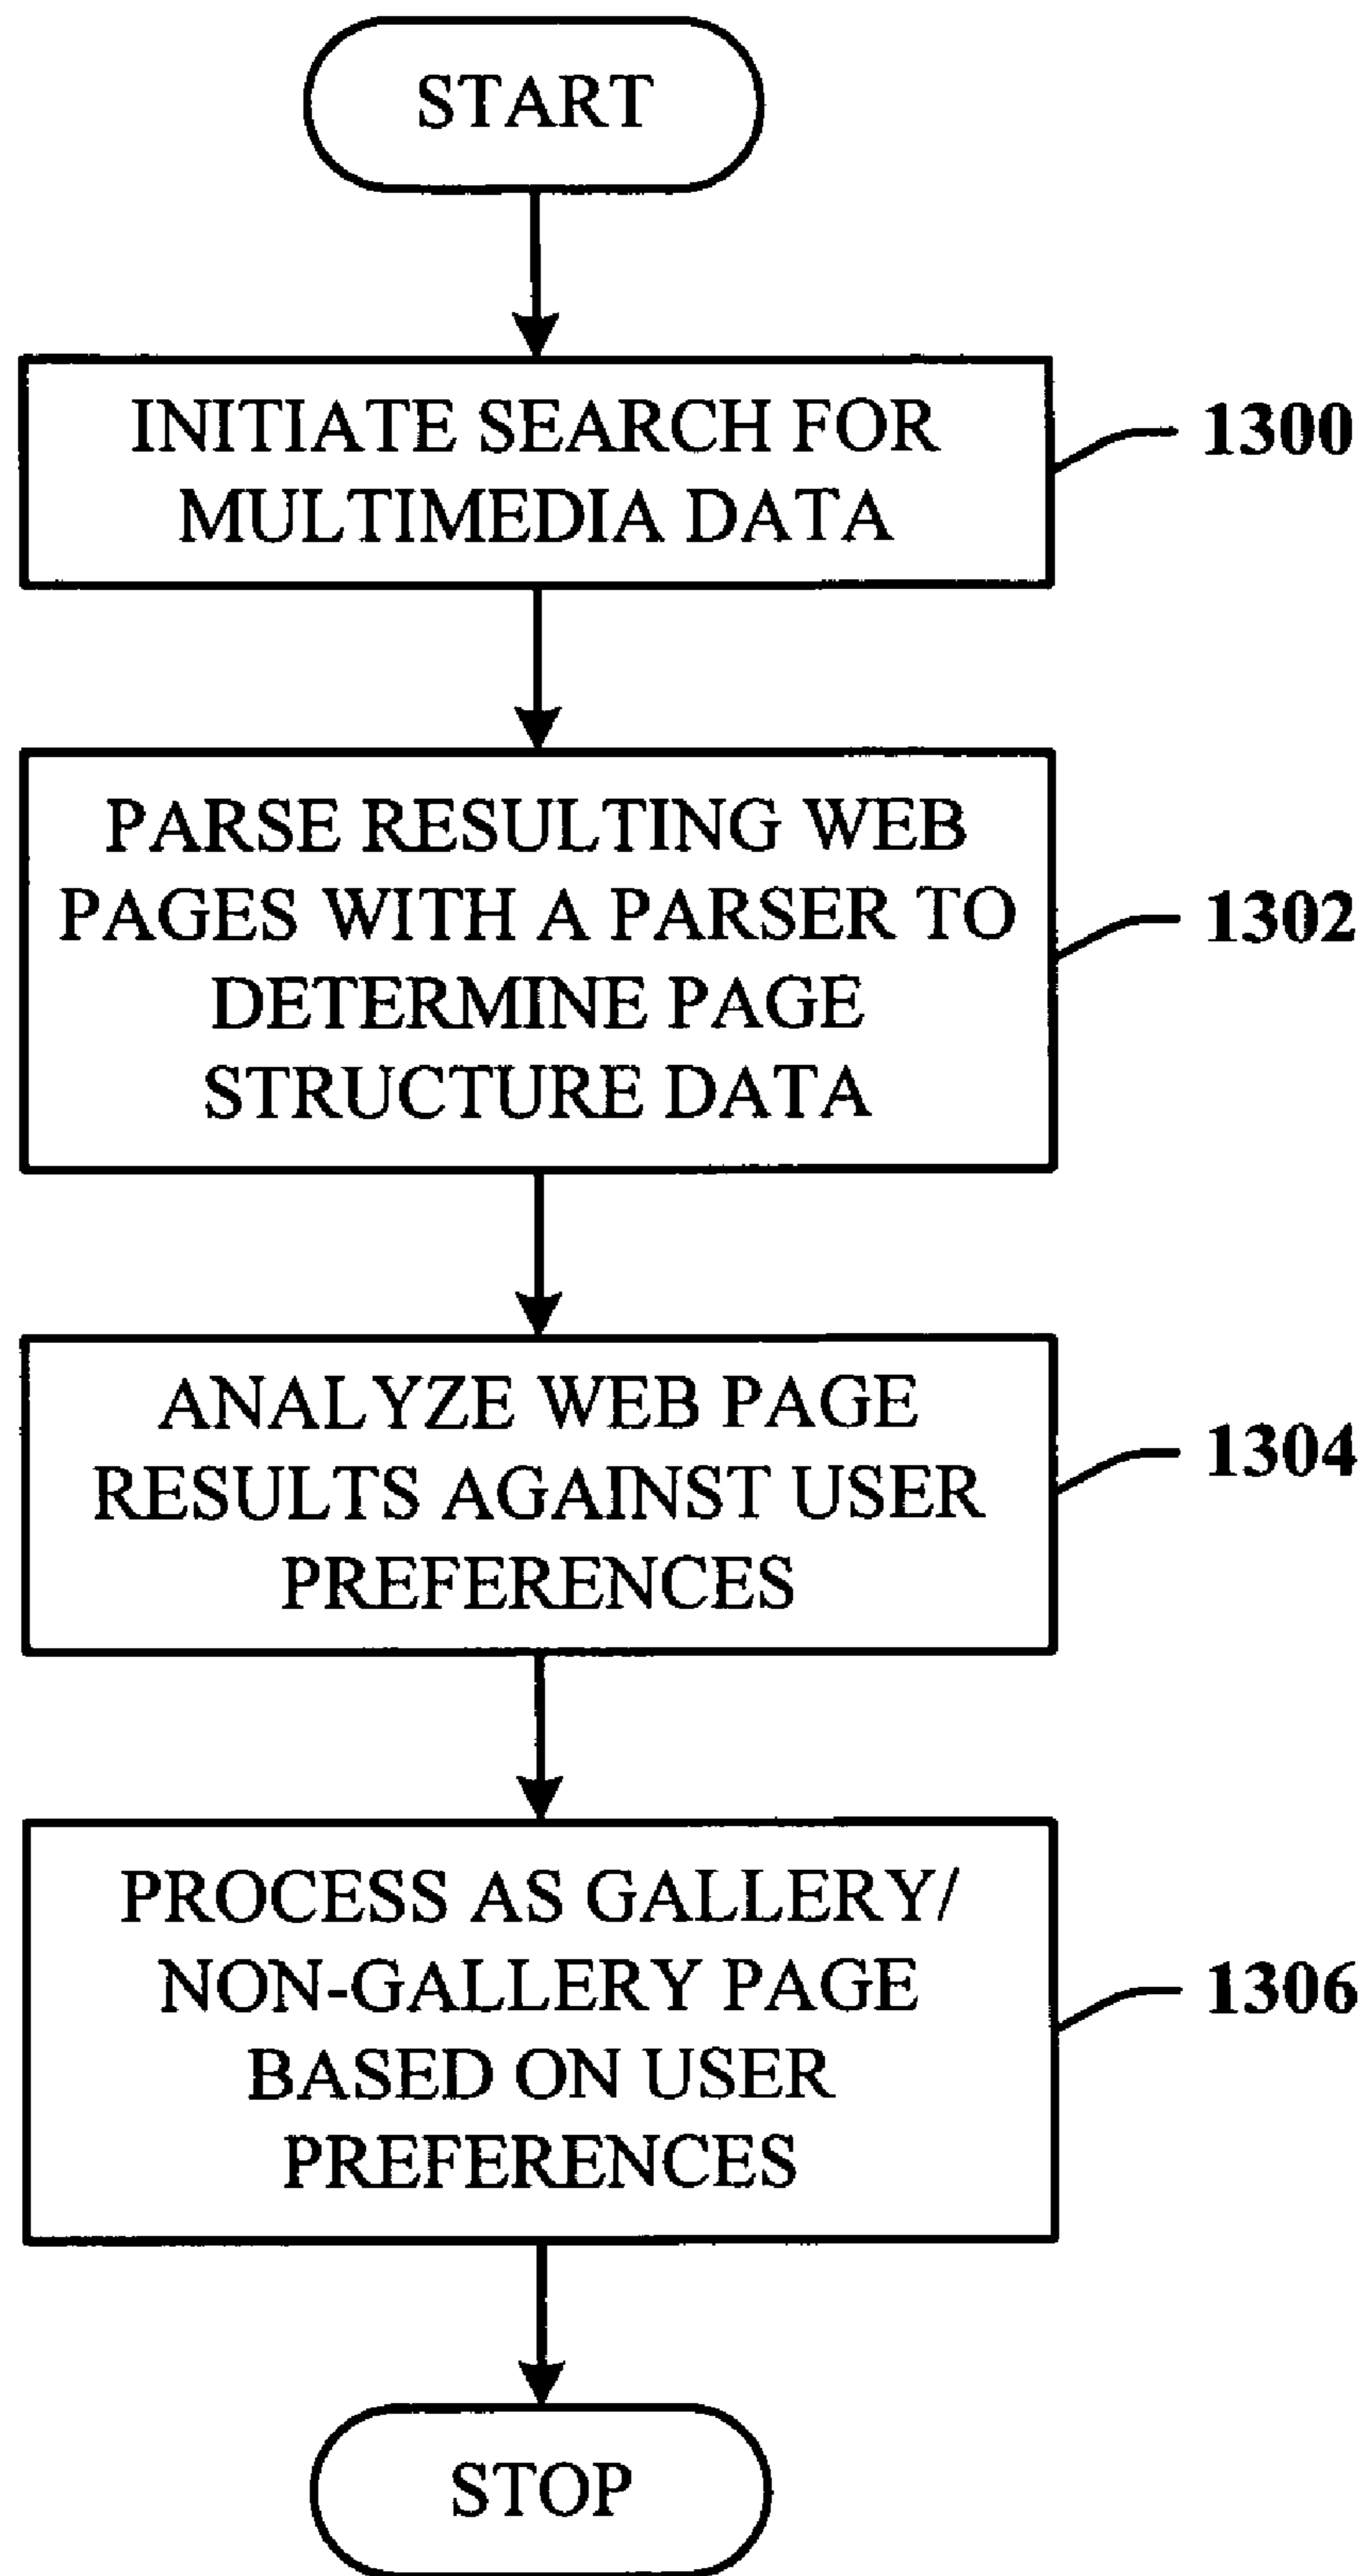 START
INITIATE SEARCH FOR
MULTIMEDIA DATA
1300
PARSE RESULTING WEB
PAGES WITH A PARSER TO
DETERMINE PAGE
STRUCTURE DATA
1302
ANALYZE WEB PAGE
RESULTS AGAINST USER
PREFERENCES
1304
PROCESS AS GALLERY/
NON-GALLERY PAGE
BASED ON USER
PREFERENCES
1306
STOP